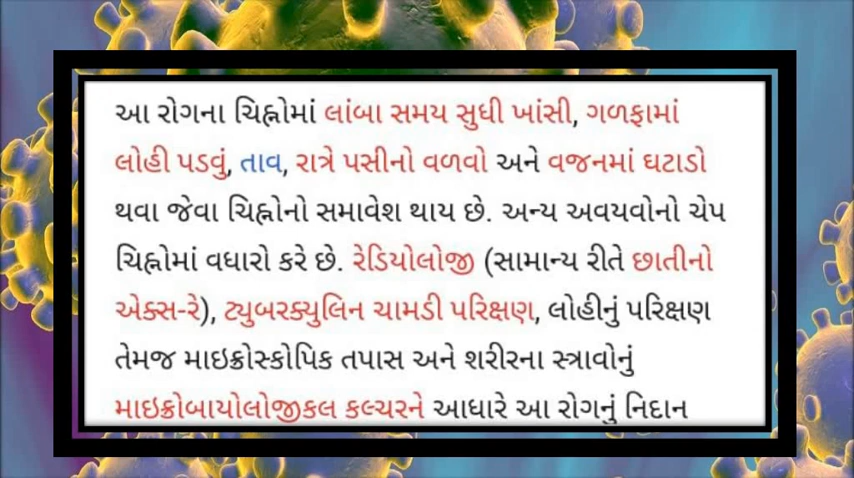 આ રોગના ચિહ્નોમાં લાંબા સમય સુધી ખાંસી, ગળફામાં
લોહી પડવું, તાવ, રાત્રે પસીનો વળવો અને વજનમાં ઘટાડો
થવા જેવા ચિહ્નોનો સમાવેશ થાય છે. અન્ય અવયવોનો ચેપ
ચિહ્નોમાં વધારો કરે છે. રેડિયોલોજી (સામાન્ય રીતે છાતીનો
એક્સ-રે), ટ્યુબરક્યુલિન ચામડી પરિક્ષણ, લોહીનું પરિક્ષણ
તેમજ માઇક્રોસ્કોપિક તપાસ અને શરીરના સ્ત્રાવોનું
માઇક્રોબાયોલોજીકલ કલ્ચરને આધારે આ રોગનું નિદાન